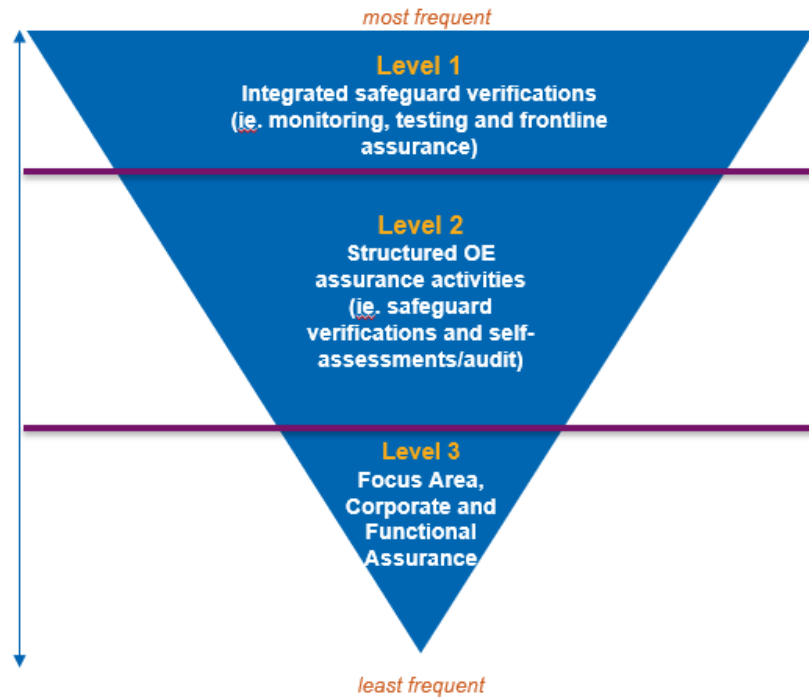 most frequent
Level 1
Integrated safeguard verifications
(ie. monitoring, testing and frontline
assurance)
Level 2
Structured OE
assurance activities
(ie. safeguard
verifications and self-
assessments/audit)
Level 3
Focus Area,
Corporate and
Functional
Assurance
least frequent